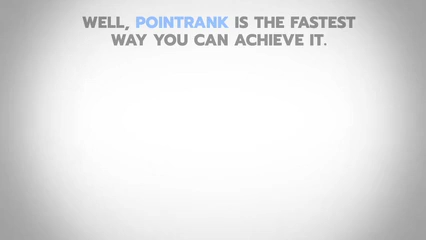 WELL, POINTRANK IS THE FASTEST
WAY YOU CAN ACHIEVE IT.